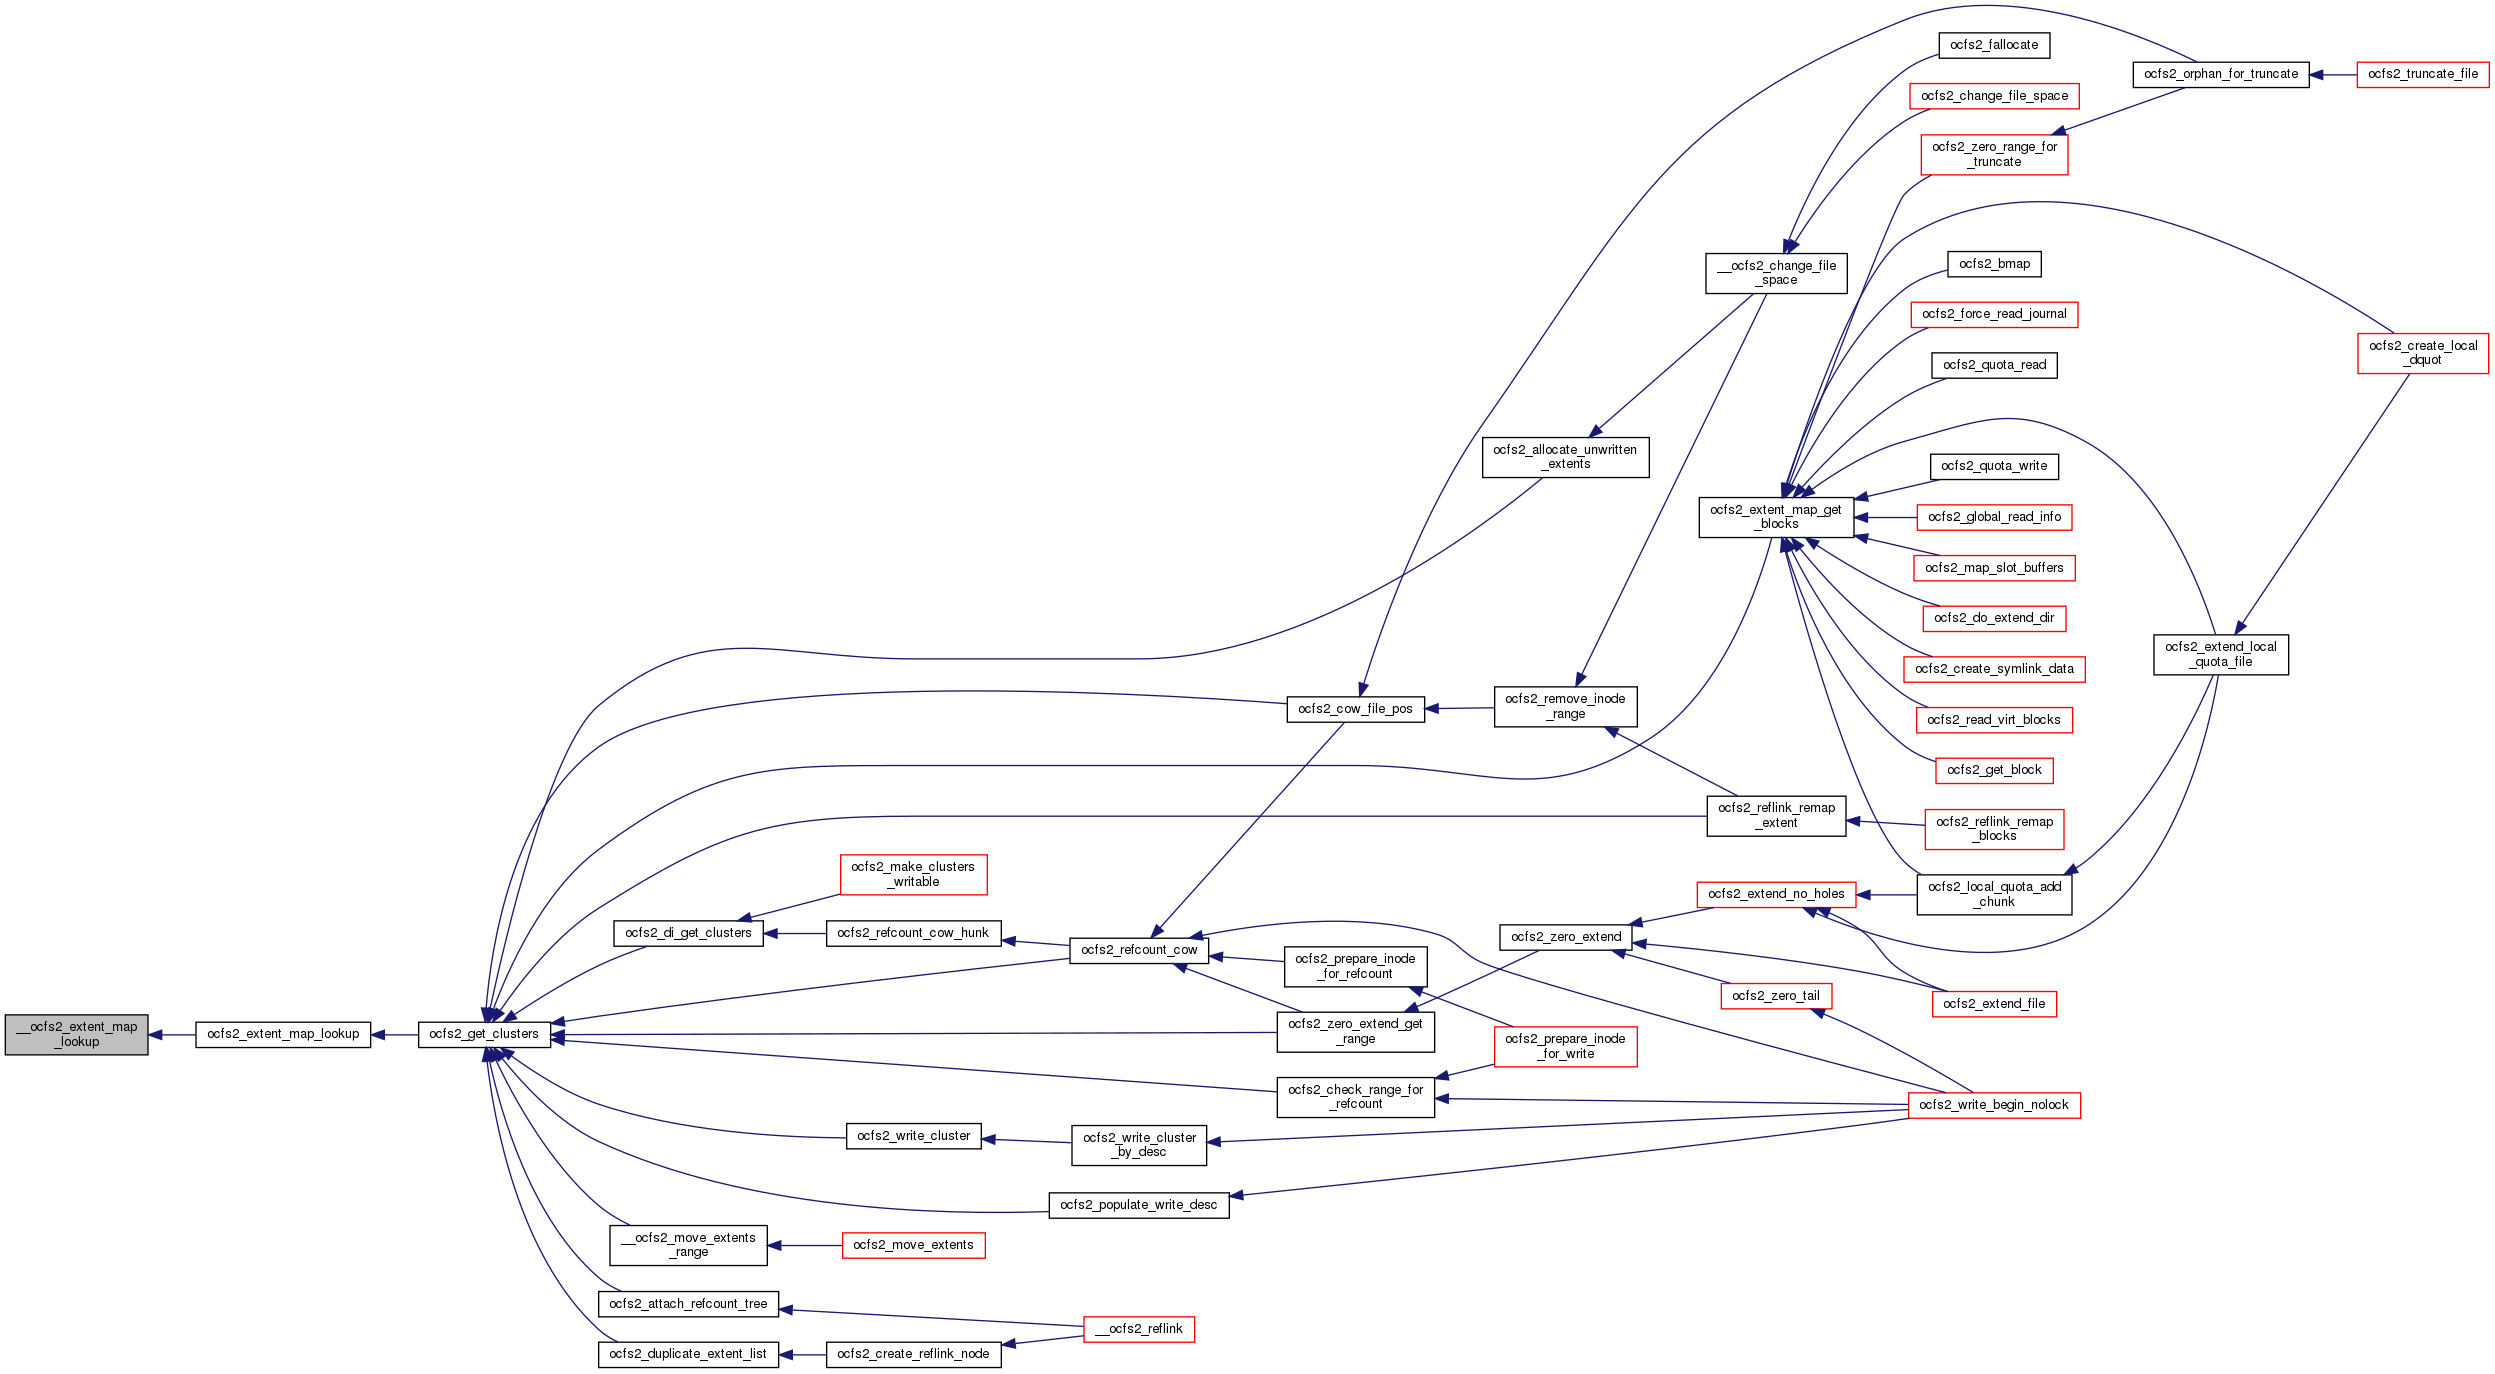 __ocfs2_extent_map
_lookup
ocfs2_extent_map_lookup
ocfs2_get_clusters
ocfs2_di_get_clusters
__ocfs2_move_extents
_range
ocfs2_attach_refcount_tree
ocfs2_duplicate_extent_list
ocfs2_make_clusters
_writable
ocfs2_refcount_cow_hunk
ocfs2_write_cluster
ocfs2_move_extents
ocfs2_create_reflink_node
ocfs2_refcount_cow
ocfs2_write_cluster
_by_desc
ocfs2_populate_write_desc
__ocfs2_reflink
ocfs2_cow_file_pos
ocfs2_prepare_inode
_for_refcount
ocfs2_zero_extend_get
_range
ocfs2_check_range_for
_refcount
ocfs2_allocate_unwritten
_extents
ocfs2_remove_inode
_range
ocfs2_zero_extend
ocfs2_prepare_inode
_for_write
__ocfs2_change_file
_space
ocfs2_extent_map_get
_blocks
ocfs2_reflink_remap
_extent
ocfs2_extend_no_holes
ocfs2_zero_tail
ocfs2_fallocate
ocfs2_change_file_space
ocfs2_zero_range_for
_truncate
ocfs2_bmap
ocfs2_force_read_journal
ocfs2_quota_read
ocfs2_quota_write
ocfs2_global_read_info
ocfs2_map_slot_buffers
ocfs2_do_extend_dir
ocfs2_create_symlink_data
ocfs2_read_virt_blocks
ocfs2_get_block
ocfs2_reflink_remap
_blocks
ocfs2_local_quota_add
_chunk
ocfs2_extend_file
ocfs2_write_begin_nolock
ocfs2_orphan_for_truncate
ocfs2_extend_local
_quota_file
ocfs2_truncate_file
ocfs2_create_local
_dquot